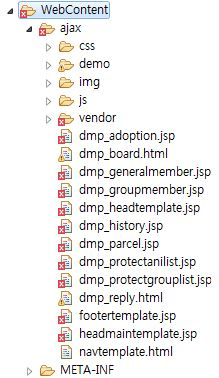 WebContent
ajax
css
demo
img
js
vendor
dmp_adoption.jsp
dmp_board.html
dmp_generalmember.jsp
dmp_groupmember.jsp
dmp_headtemplate.jsp
dmp_history.jsp
dmp_parcel.jsp
dmp_protectanilist.jsp
dmp_protectgrouplist.jsp
dmp_reply.html
footertemplate.jsp
headmaintemplate.jsp
navtemplate.html
META-INF